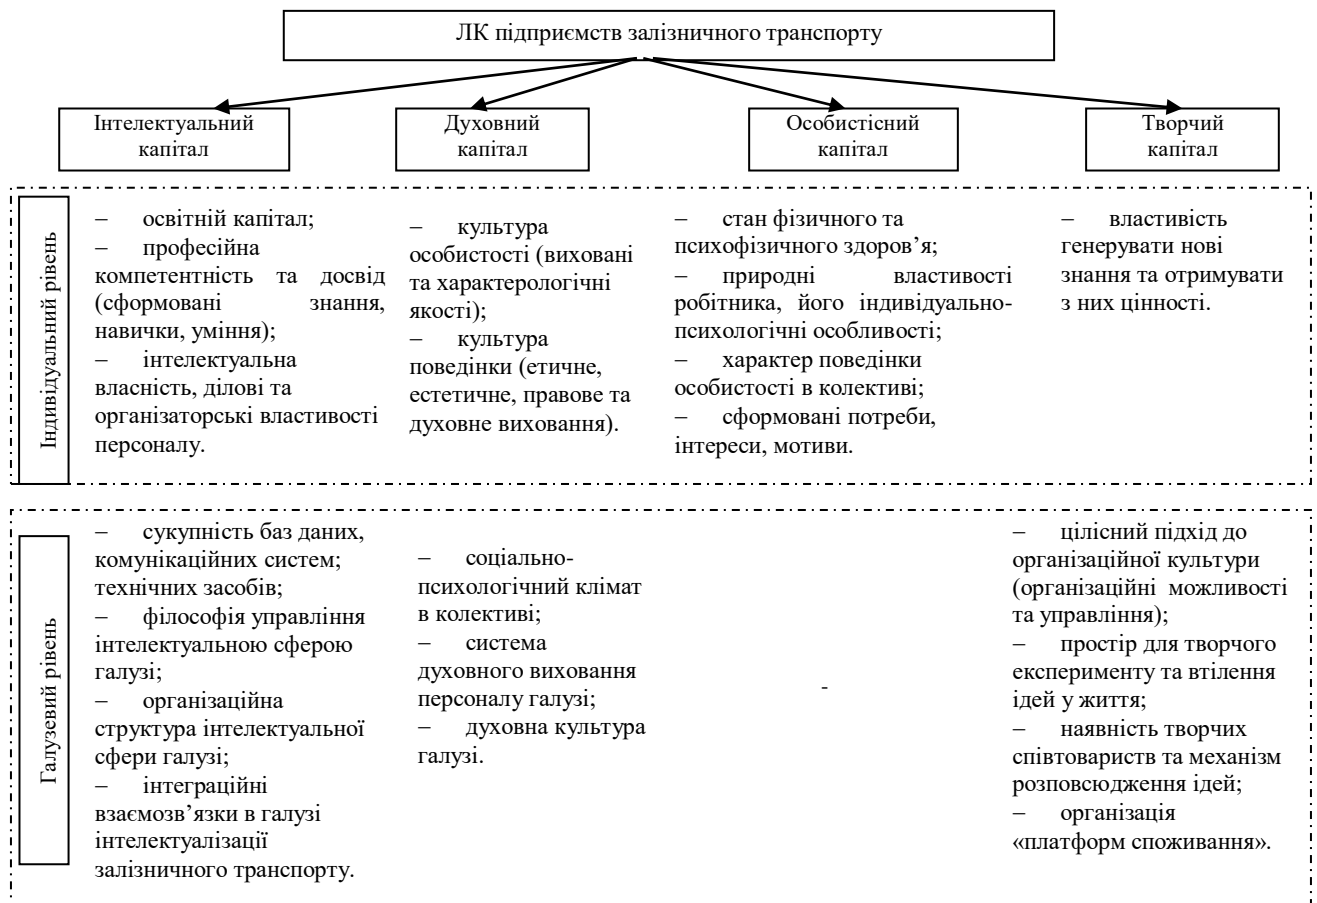 ЛК підприємств залізничного транспорту
Інтелектуальний
капітал
Духовний
капітал
Особистісний
капітал
Творчий
капітал
Індивідуальний рівень
– освітній капітал;
– професійна
компетентність та досвід
(сформовані знання,
навички, уміння);
– інтелектуальна
власність, ділові та
організаторські властивості
персоналу.
– культура
особистості (виховані
та характерологічні
якості);
– культура
поведінки (етичне,
естетичне, правове та
духовне виховання).
– стан фізичного та
психофізичного здоров’я;
– природні властивості
робітника, його індивідуально-
психологічні особливості;
– характер поведінки
особистості в колективі;
– сформовані потреби,
інтереси, мотиви.
– властивість
генерувати нові
знання та отримувати
з них цінності.
Галузевий рівень
– сукупність баз даних,
комунікаційних систем;
технічних засобів;
– філософія управління
інтелектуальною сферою
галузі;
– організаційна
структура інтелектуальної
сфери галузі;
– інтеграційні
взаємозв’язки в галузі
інтелектуалізації
залізничного транспорту.
– соціально-
психологічний клімат
в колективі;
– система
духовного виховання
персоналу галузі;
– духовна культура
галузі.
-
– цілісний підхід до
організаційної культури
(організаційні можливості
та управління);
– простір для творчого
експерименту та втілення
ідей у життя;
– наявність творчих
співтовариств та механізм
розповсюдження ідей;
– організація
«платформ споживання».